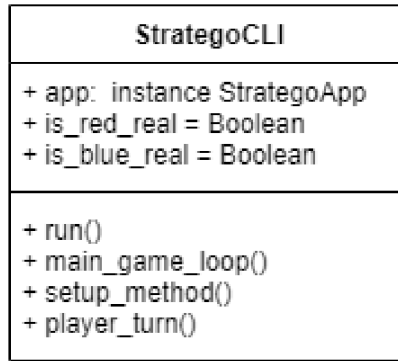 StrategoCLI
+ app: instance StrategoApp
+ is_red_real = Boolean
+ is_blue_real = Boolean
+ run()
+ main_game_loop()
+ setup_method()
+ player_turn()